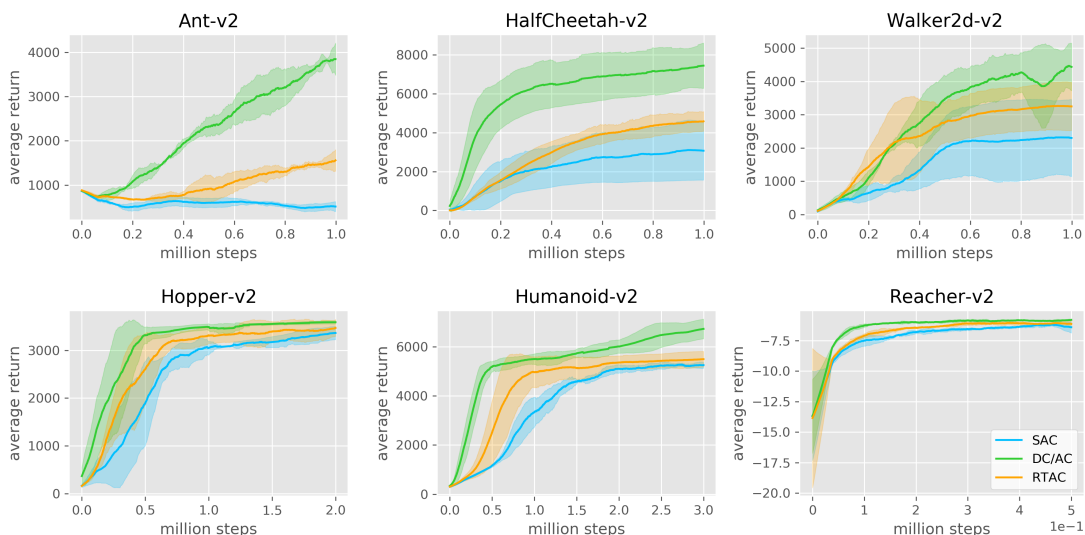 Ant-v2
HalfCheetah-v2
Walker2d-v2
average return
4000
3000
2000
1000
0.0 0.2 0.4 0.6 0.8 1.0
million steps
average return
8000
6000
4000
2000
0
0.0 0.2 0.4 0.6 0.8 1.0
million steps
average return
5000
4000
3000
2000
1000
0
0.0 0.2 0.4 0.6 0.8 1.0
million steps
Hopper-v2
Humanoid-v2
Reacher-v2
average return
3000
2000
1000
0
0.0 0.5 1.0 1.5 2.0
million steps
average return
6000
4000
2000
0
0.0 0.5 1.0 1.5 2.0 2.5 3.0
million steps
average return
−7.5
−10.0
−12.5
−15.0
−17.5
−20.0
SAC
DC/AC
RTAC
0 1 2 3 4 5
million steps
1e−1